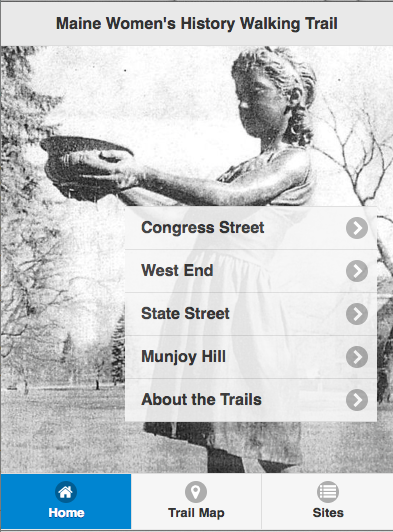 Maine Women's History Walking Trail
Congress Street
West End
State Street
Munjoy Hill
About the Trails
Home
Trail Map
Sites